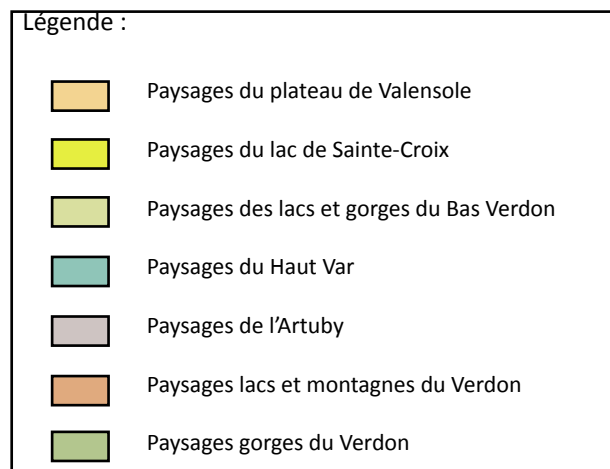 Légende :
Paysages du plateau de Valensole
Paysages du lac de Sainte-Croix
Paysages des lacs et gorges du Bas Verdon
Paysages du Haut Var
Paysages de l’Artuby
Paysages lacs et montagnes du Verdon
Paysages gorges du Verdon